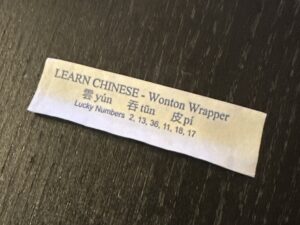 LEARN CHINESE - Wonton Wrapper
雲 yún 吞 tūn 皮 pí
Lucky Numbers 2, 13, 36, 11, 18, 17